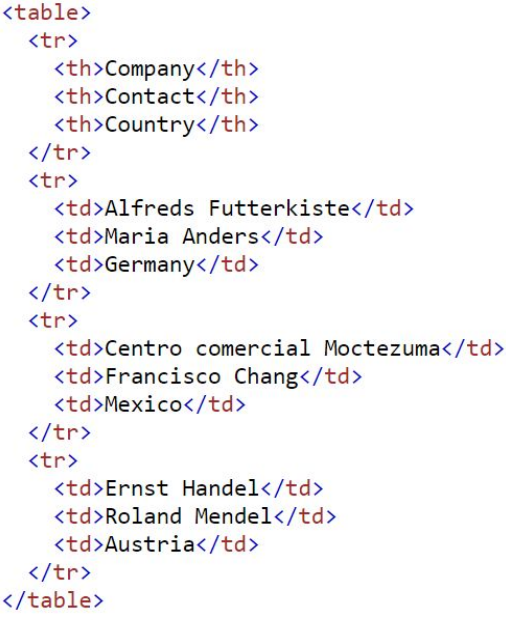 <table>
  <tr>
    <th>Company</th>
    <th>Contact</th>
    <th>Country</th>
  </tr>
  <tr>
    <td>Alfreds Futterkiste</td>
    <td>Maria Anders</td>
    <td>Germany</td>
  </tr>
  <tr>
    <td>Centro comercial Moctezuma</td>
    <td>Francisco Chang</td>
    <td>Mexico</td>
  </tr>
  <tr>
    <td>Ernst Handel</td>
    <td>Roland Mendel</td>
    <td>Austria</td>
  </tr>
</table>